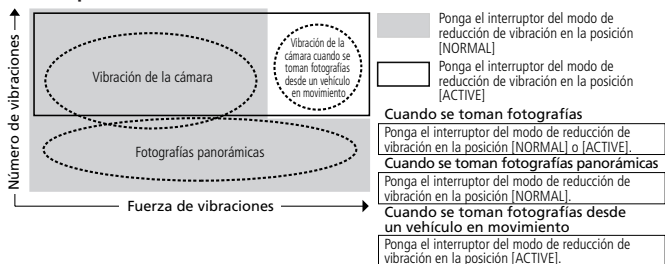 Número de vibraciones
Vibración de la cámara
Vibración de la
cámara cuando se
toman fotografías
desde un vehículo
en movimiento
Fotografías panorámicas
Fuerza de vibraciones
Ponga el interruptor del modo de
reducción de vibración en la posición
[NORMAL]
Ponga el interruptor del modo de
reducción de vibración en la posición
[ACTIVE]
Cuando se toman fotografías
Ponga el interruptor del modo de reducción de
vibración en la posición [NORMAL] o [ACTIVE].
Cuando se toman fotografías panorámicas
Ponga el interruptor del modo de reducción de
vibración en la posición [NORMAL].
Cuando se toman fotografías desde
un vehículo en movimiento
Ponga el interruptor del modo de reducción de
vibración en la posición [ACTIVE].